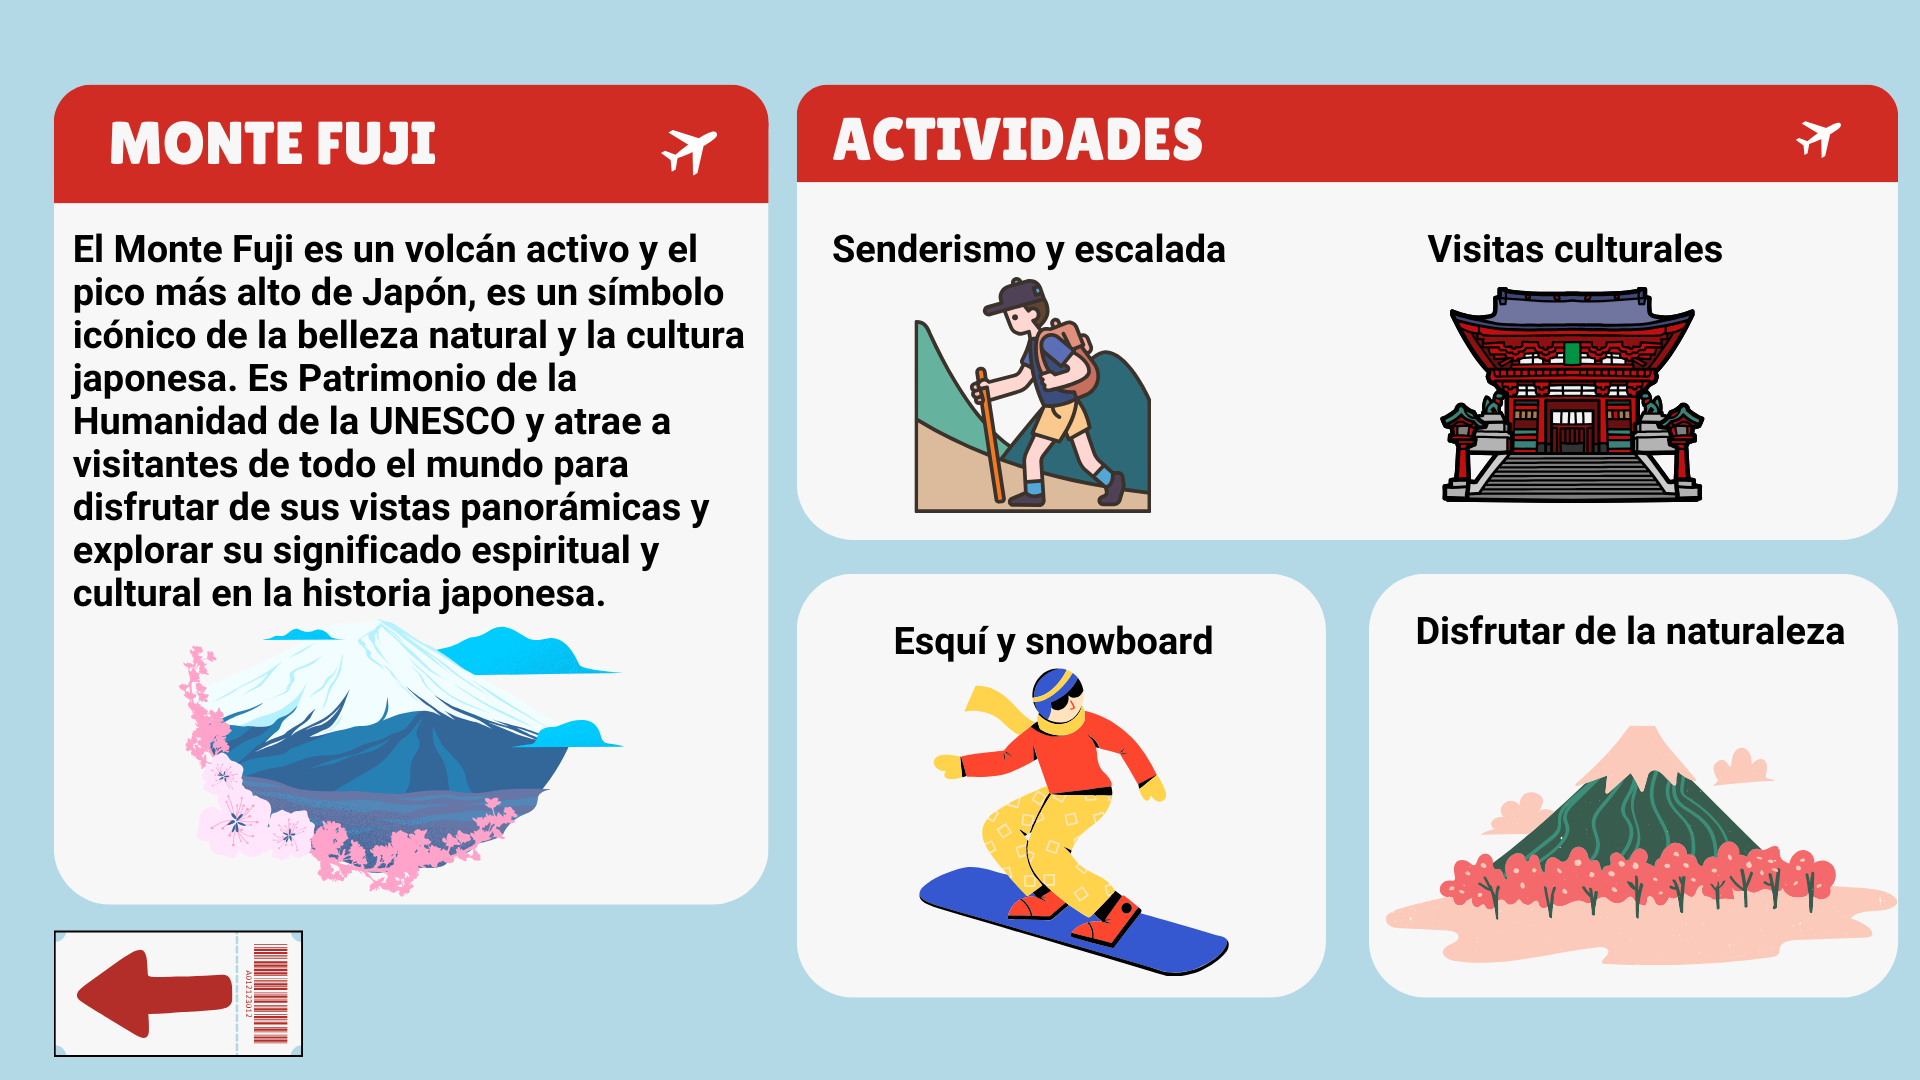 MONTE FUJI
El Monte Fuji es un volcán activo y el
pico más alto de Japón, es un símbolo
icónico de la belleza natural y la cultura
japonesa. Es Patrimonio de la
Humanidad de la UNESCO y atrae a
visitantes de todo el mundo para
disfrutar de sus vistas panorámicas y
explorar su significado espiritual y
cultural en la historia japonesa.
ACTIVIDADES
Senderismo y escalada
Visitas culturales
Esquí y snowboard
Disfrutar de la naturaleza
A012123012